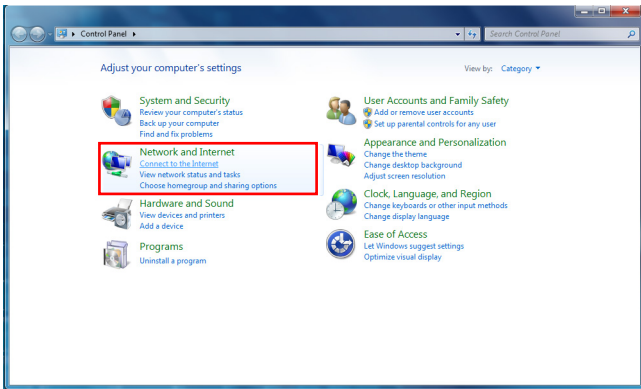 Control Panel
Search Control Panel
Adjust your computer's settings
View by: Category
System and Security
Review your computer's status
Back up your computer
Find and fix problems
Network and Internet
Connect to the Internet
View network status and tasks
Choose homegroup and sharing options
Hardware and Sound
View devices and printers
Add a device
Programs
Uninstall a program
User Accounts and Family Safety
Add or remove user accounts
Set up parental controls for any user
Appearance and Personalization
Change the theme
Change desktop background
Adjust screen resolution
Clock, Language, and Region
Change keyboards or other input methods
Change display language
Ease of Access
Let Windows suggest settings
Optimize visual display